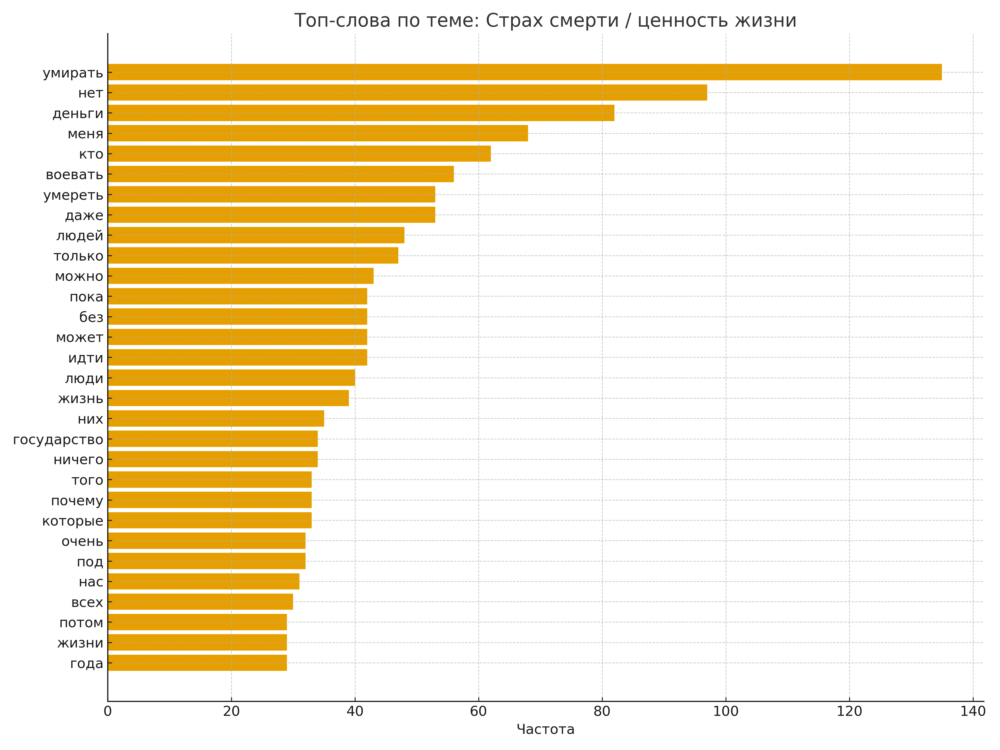 Топ-слова по теме: Страх смерти / ценность жизни
умирать
нет
деньги
меня
кто
воевать
умереть
даже
людей
только
можно
пока
без
может
идти
люди
жизнь
них
государство
ничего
того
почему
которые
очень
под
нас
всех
потом
жизни
года
0 20 40 60 80 100 120 140
Частота